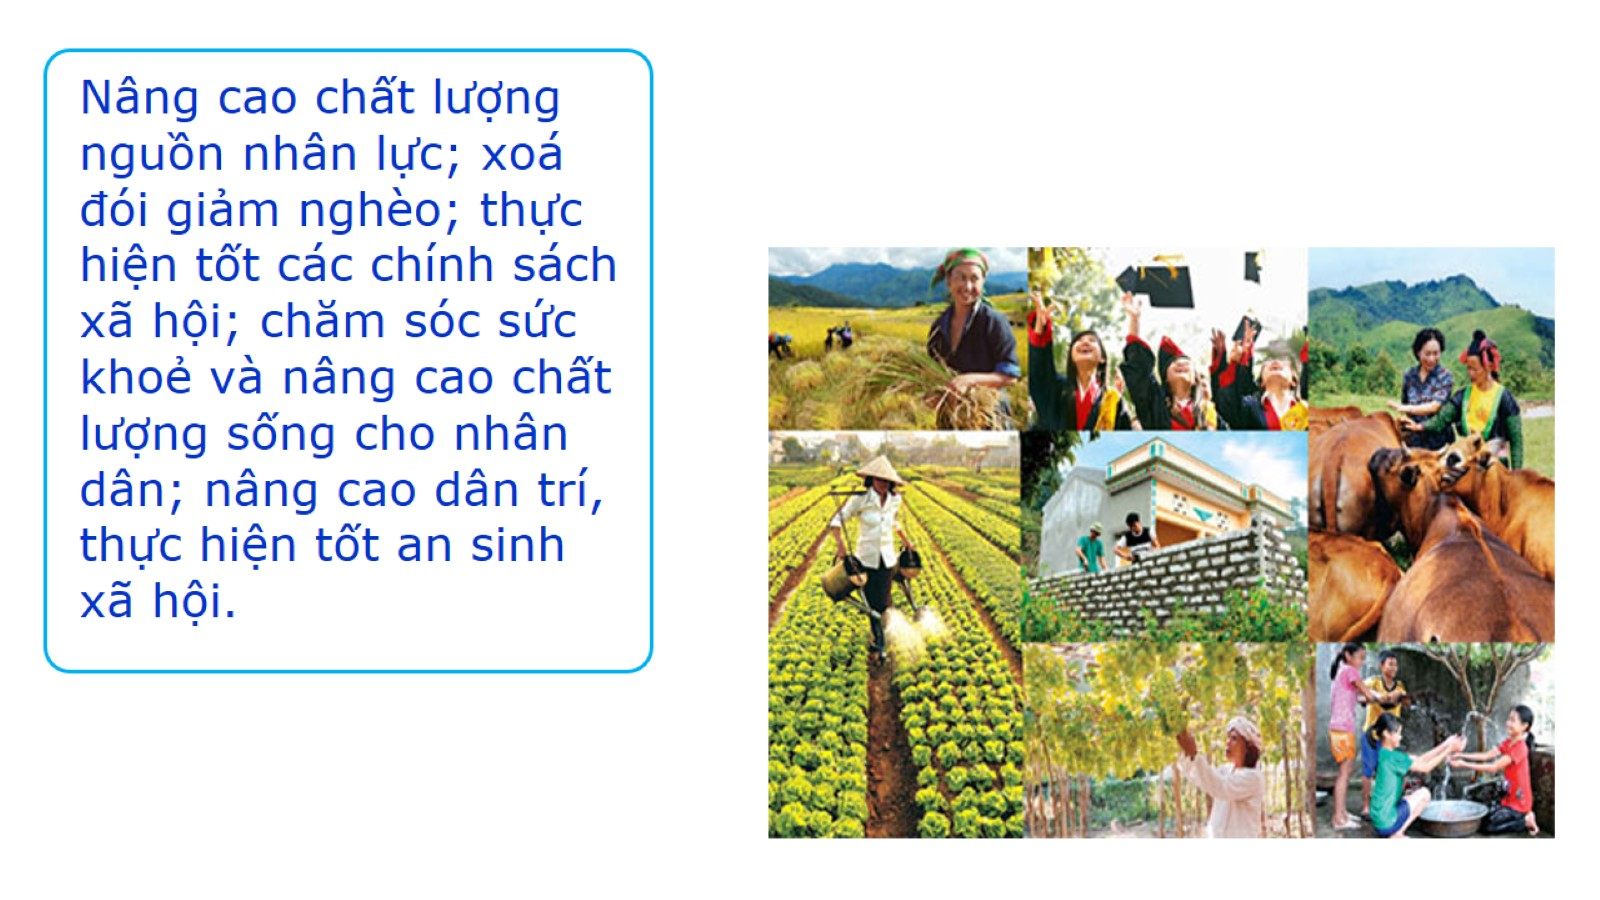 Nâng cao chất lượng
nguồn nhân lực; xoá
đói giảm nghèo; thực
hiện tốt các chính sách
xã hội; chăm sóc sức
khoẻ và nâng cao chất
lượng sống cho nhân
dân; nâng cao dân trí,
thực hiện tốt an sinh
xã hội.